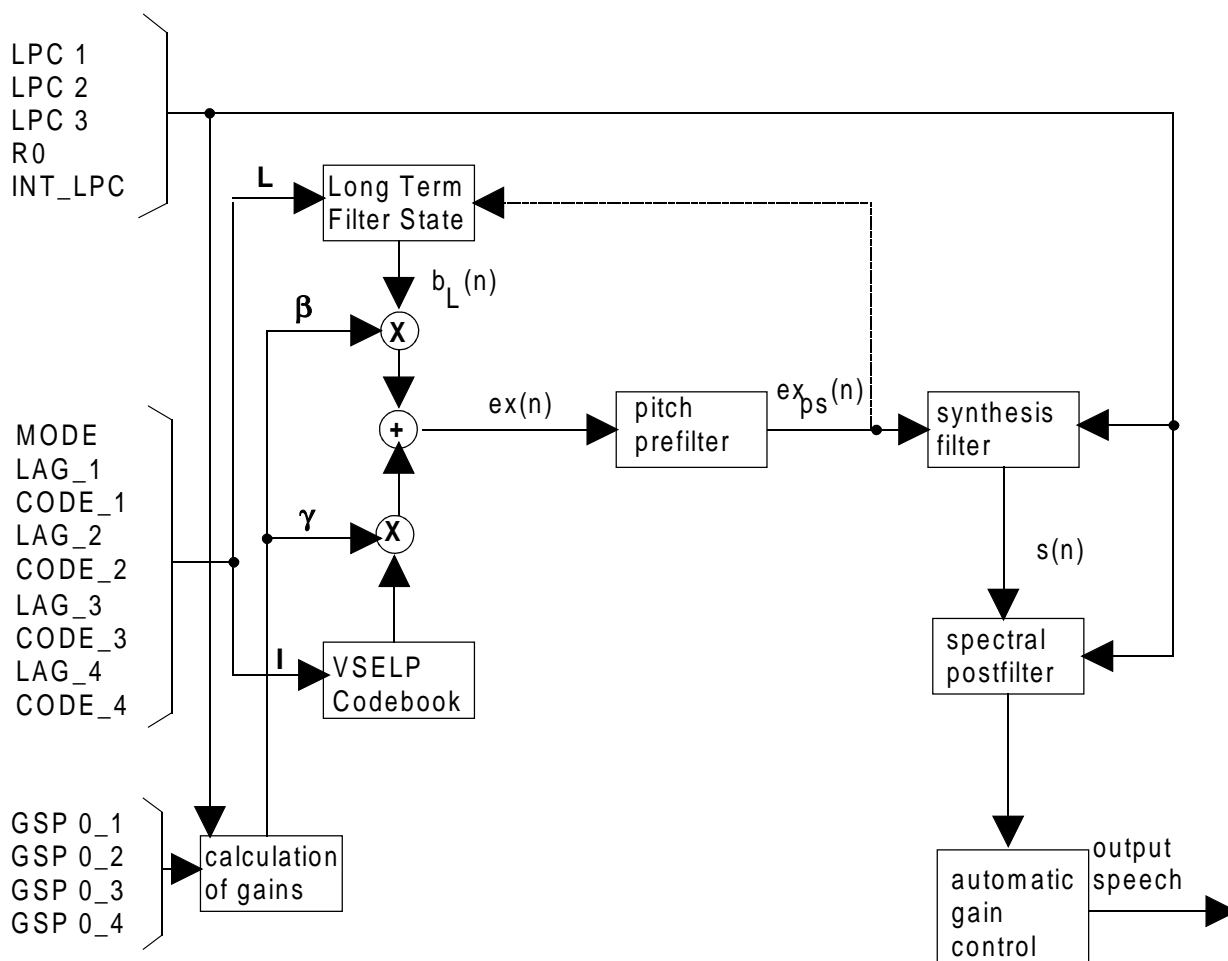 LPC 1
LPC 2
LPC 3
R0
INT_LPC
L
Long Term
Filter State
b_L(n)
β
X
+
ex(n)
pitch
prefilter
ex_ps(n)
synthesis
filter
MODE
LAG_1
CODE_1
LAG_2
CODE_2
LAG_3
CODE_3
LAG_4
CODE_4
γ
X
s(n)
I
VSELP
Codebook
spectral
postfilter
GSP 0_1
GSP 0_2
GSP 0_3
GSP 0_4
calculation
of gains
automatic
gain
control
output
speech